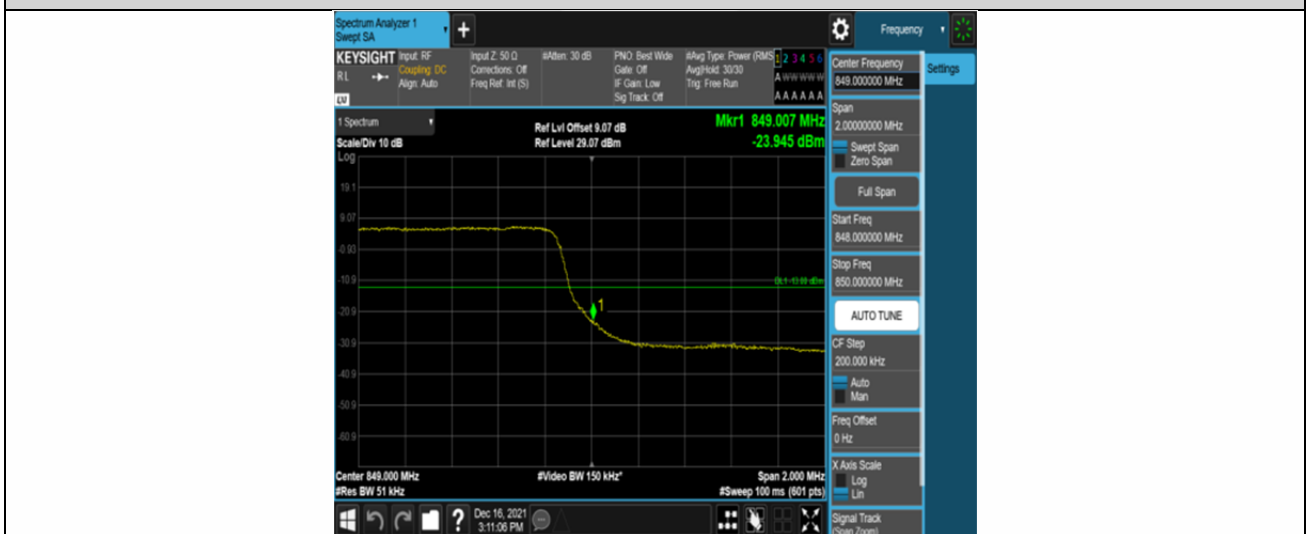 Spectrum Analyzer 1
Swept SA
+
Frequency
KEYSIGHT
RL
Input: RF
Coupling: DC
Align: Auto
Input Z: 50 Ω
Corrections: Off
Freq Ref: Int (S)
#Atten: 30 dB
PNO: Best Wide
Gate: Off
IF Gain: Low
Sig Track: Off
#Avg Type: Power (RMS
Avg|Hold: 30/30
Trig: Free Run
1 2 3 4 5 6
A W W W W W
A A A A A A
1 Spectrum
Scale/Div 10 dB
Log
Ref Lvl Offset 9.07 dB
Ref Level 29.07 dBm
Mkr1 849.007 MHz
-23.945 dBm
19.1
9.07
-0.93
-10.9
-20.9
-30.9
-40.9
-50.9
-60.9
DL1 -13.00 dBm
1
Center 849.000 MHz
#Res BW 51 kHz
#Video BW 150 kHz*
Span 2.000 MHz
#Sweep 100 ms (601 pts)
?
Dec 16, 2021
3:11:06 PM
Center Frequency
849.000000 MHz
Settings
Span
2.00000000 MHz
Swept Span
Zero Span
Full Span
Start Freq
848.000000 MHz
Stop Freq
850.000000 MHz
AUTO TUNE
CF Step
200.000 kHz
Auto
Man
Freq Offset
0 Hz
X Axis Scale
Log
Lin
Signal Track
(Span Zoom)